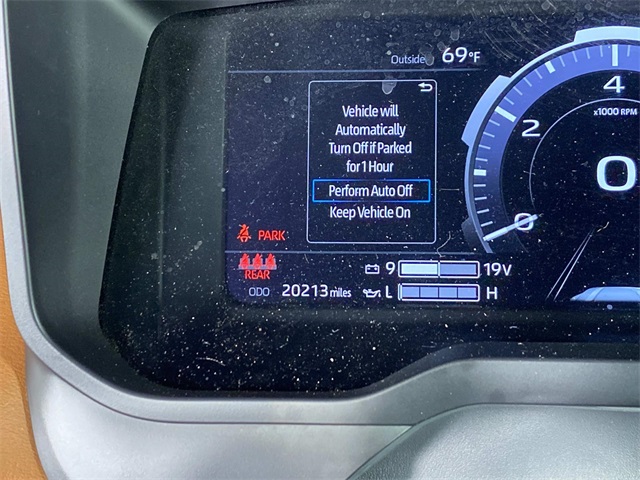 Outside 69°F
Vehicle will
Automatically
Turn Off if Parked
for 1 Hour
Perform Auto Off
Keep Vehicle On
4
x1000 RPM
2
0
0
PARK
REAR
9 19V
ODO 20213 miles
L H